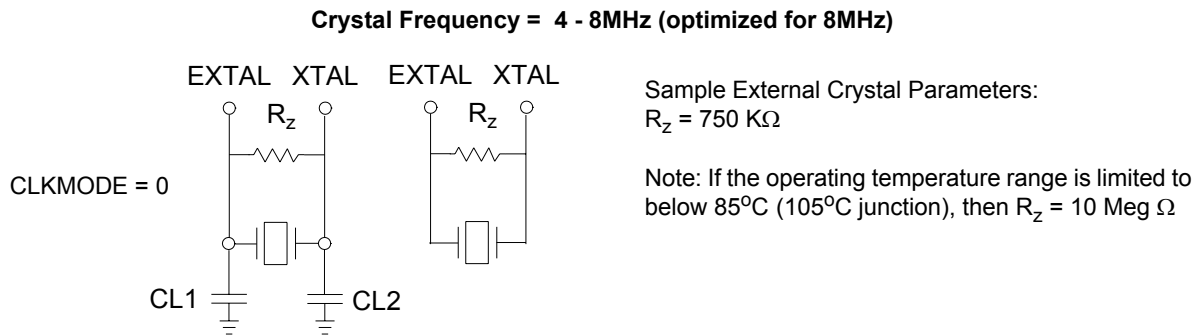 Crystal Frequency = 4 - 8MHz (optimized for 8MHz)
EXTAL XTAL EXTAL XTAL
Rz Rz
CLKMODE = 0
CL1 CL2
Sample External Crystal Parameters:
Rz = 750 KΩ
Note: If the operating temperature range is limited to
below 85oC (105oC junction), then Rz = 10 Meg Ω